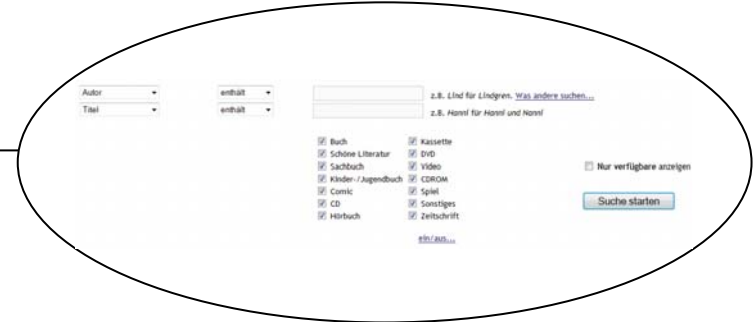 Autor enthält z.B. Lind für Lindgren. Was andere suchen...
Titel enthält z.B. Hanni für Hanni und Nanni
Buch Kassette
Schöne Literatur DVD
Sachbuch Video
Kinder-/Jugendbuch CDROM
Comic Spiel
CD Sonstiges
Hörbuch Zeitschrift
ein/aus...
Nur verfügbare anzeigen
Suche starten